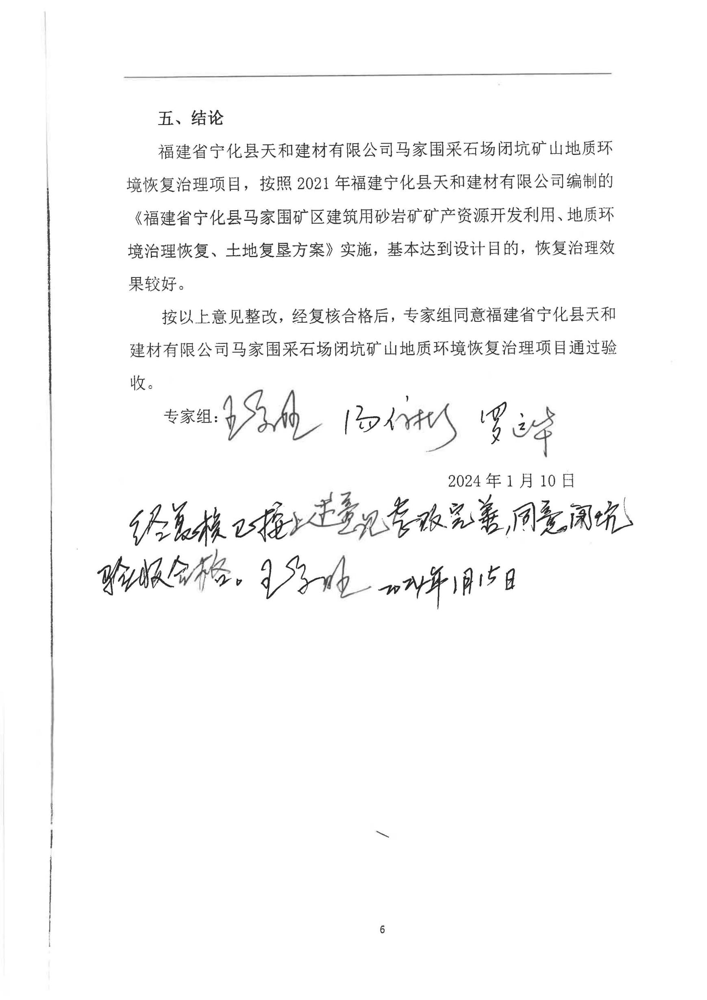 五、结论
福建省宁化县天和建材有限公司马家围采石场闭坑矿山地质环
境恢复治理项目，按照 2021 年福建宁化县天和建材有限公司编制的
《福建省宁化县马家围矿区建筑用砂岩矿矿产资源开发利用、地质环
境治理恢复、土地复垦方案》实施，基本达到设计目的，恢复治理效
果较好。
按以上意见整改，经复核合格后，专家组同意福建省宁化县天和
建材有限公司马家围采石场闭坑矿山地质环境恢复治理项目通过验
收。
专家组：
2024 年 1 月 10 日
经复核已按上述意见整改完善，同意闭坑
验收合格。 2024年1月15日
6